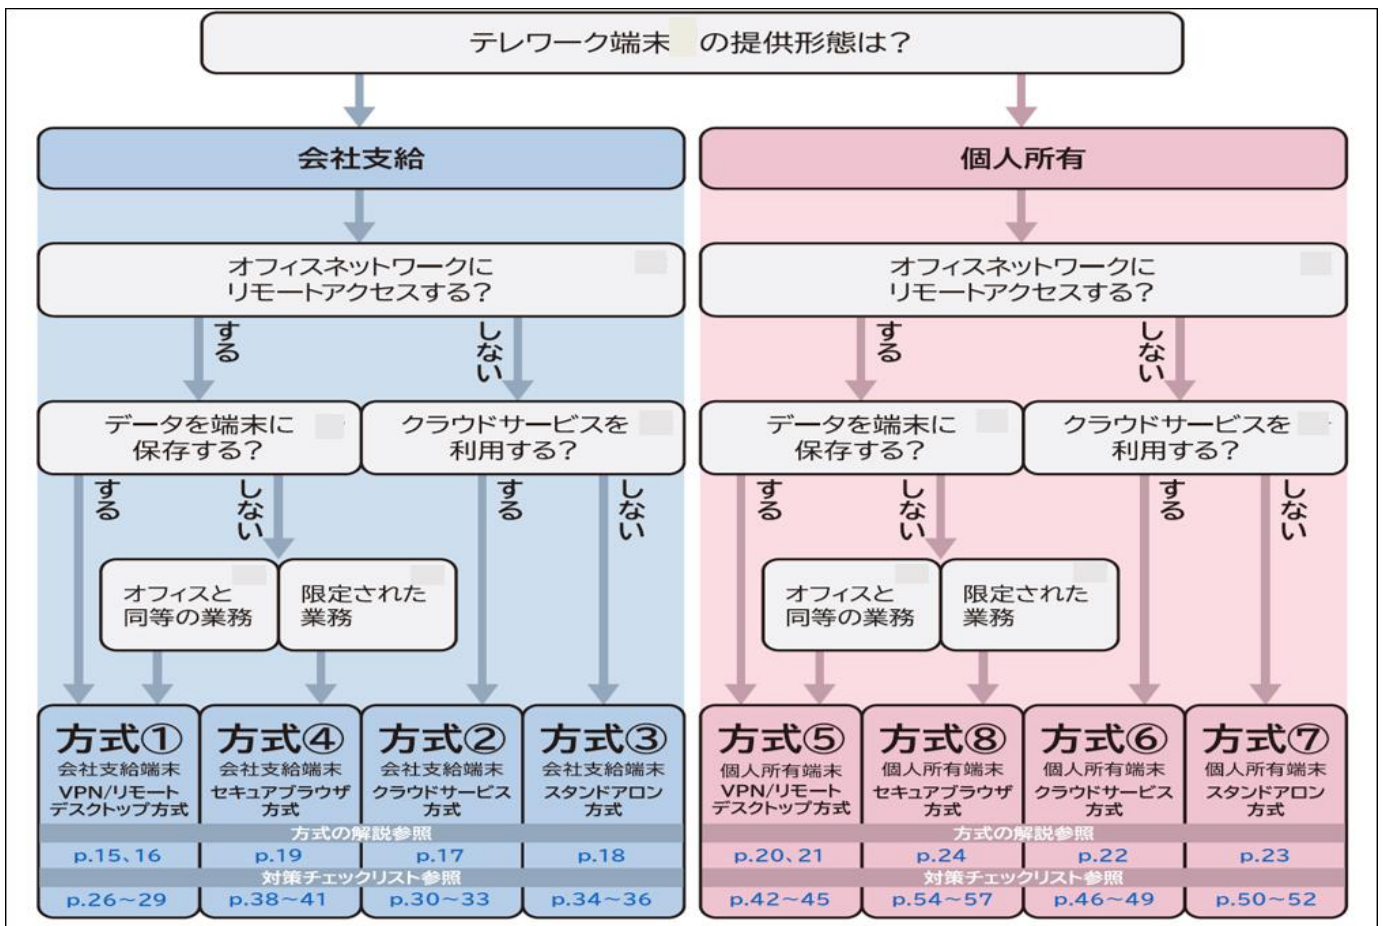 テレワーク端末 の提供形態は?
会社支給
個人所有
オフィスネットワークに
リモートアクセスする?
オフィスネットワークに
リモートアクセスする?
する
しない
する
しない
データを端末に
保存する?
クラウドサービスを
利用する?
データを端末に
保存する?
クラウドサービスを
利用する?
する
しない
する
しない
する
しない
する
しない
オフィスと
同等の業務
限定された
業務
オフィスと
同等の業務
限定された
業務
方式①
会社支給端末
VPN/リモート
デスクトップ方式
方式④
会社支給端末
セキュアブラウザ
方式
方式②
会社支給端末
クラウドサービス
方式
方式③
会社支給端末
スタンドアロン
方式
方式⑤
個人所有端末
VPN/リモート
デスクトップ方式
方式⑧
個人所有端末
セキュアブラウザ
方式
方式⑥
個人所有端末
クラウドサービス
方式
方式⑦
個人所有端末
スタンドアロン
方式
方式の解説参照
方式の解説参照
p.15、16
p.19
p.17
p.18
p.20、21
p.24
p.22
p.23
対策チェックリスト参照
対策チェックリスト参照
p.26~29
p.38~41
p.30~33
p.34~36
p.42~45
p.54~57
p.46~49
p.50~52